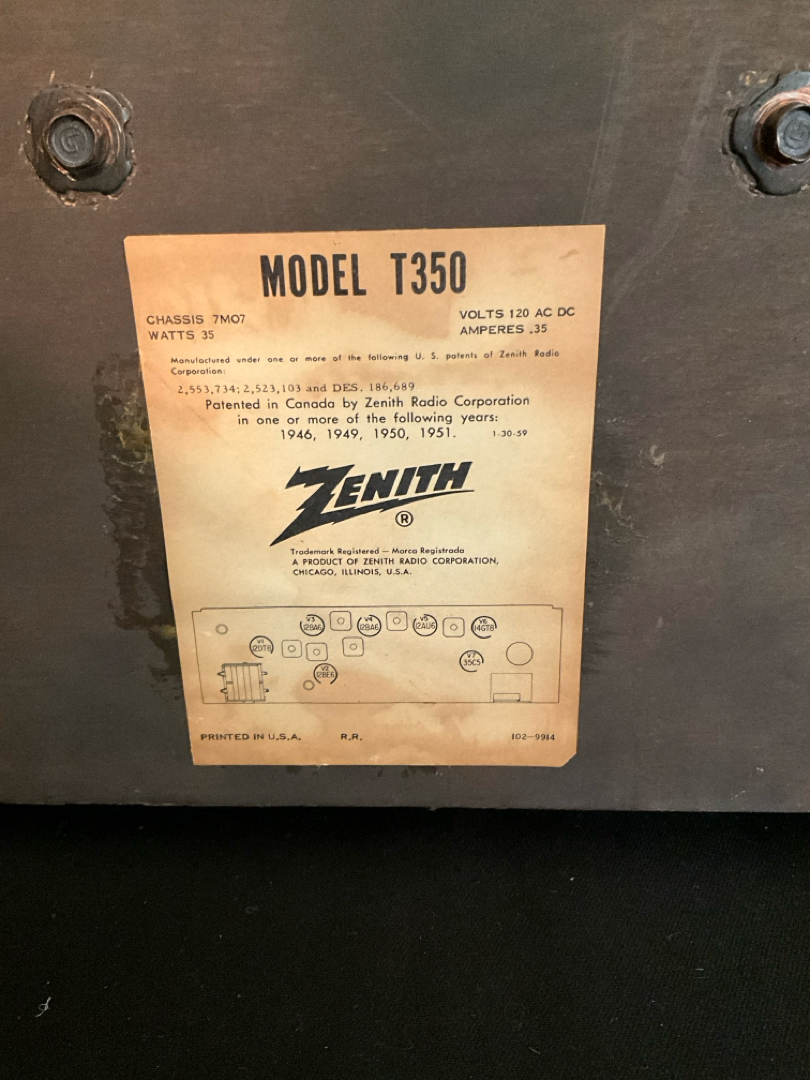 MODEL T350
CHASSIS 7MO7
WATTS 35
VOLTS 120 AC DC
AMPERES .35
Manufactured under one or more of the following U. S. patents of Zenith Radio
Corporation:
2,553,734; 2,523,103 and DES. 186,689
Patented in Canada by Zenith Radio Corporation
in one or more of the following years:
1946, 1949, 1950, 1951.
1-30-59
ZENITH
®
Trademark Registered — Marca Registrada
A PRODUCT OF ZENITH RADIO CORPORATION,
CHICAGO, ILLINOIS, U.S.A.
V3
12BA6
V4
12BA6
V5
12AU6
V6
14GT8
V1
12DT8
V2
12BE6
V7
35C5
PRINTED IN U.S.A.
R.R.
102-9914